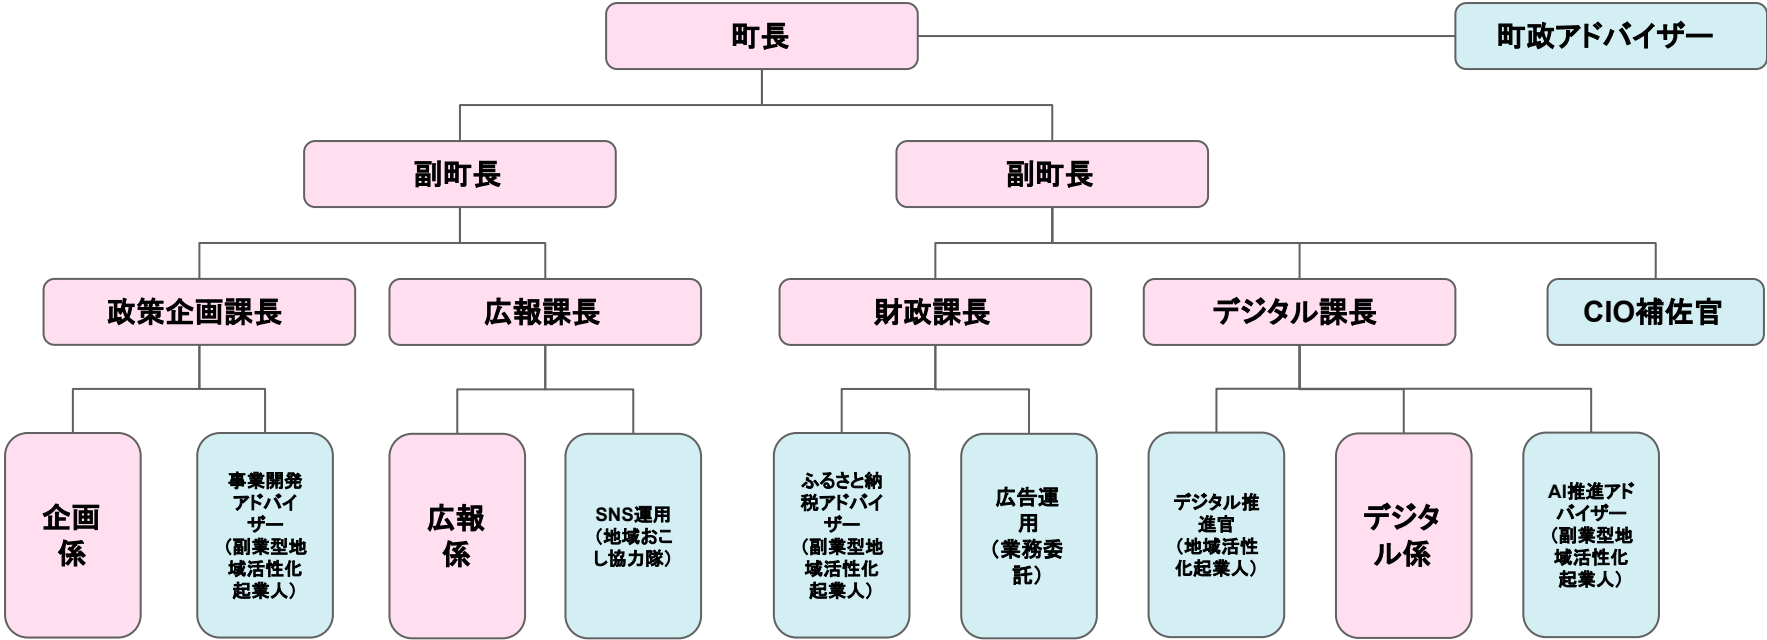 町長
町政アドバイザー
副町長
副町長
政策企画課長
広報課長
財政課長
デジタル課長
CIO補佐官
企画
係
事業開発
アドバイ
ザー
（副業型地
域活性化
起業人）
広報
係
SNS運用
（地域おこ
し協力隊）
ふるさと納
税アドバイ
ザー
（副業型地
域活性化
起業人）
広告運
用
（業務委
託）
デジタル推
進官
（地域活性
化起業人）
デジタ
ル係
AI推進アド
バイザー
（副業型地
域活性化
起業人）